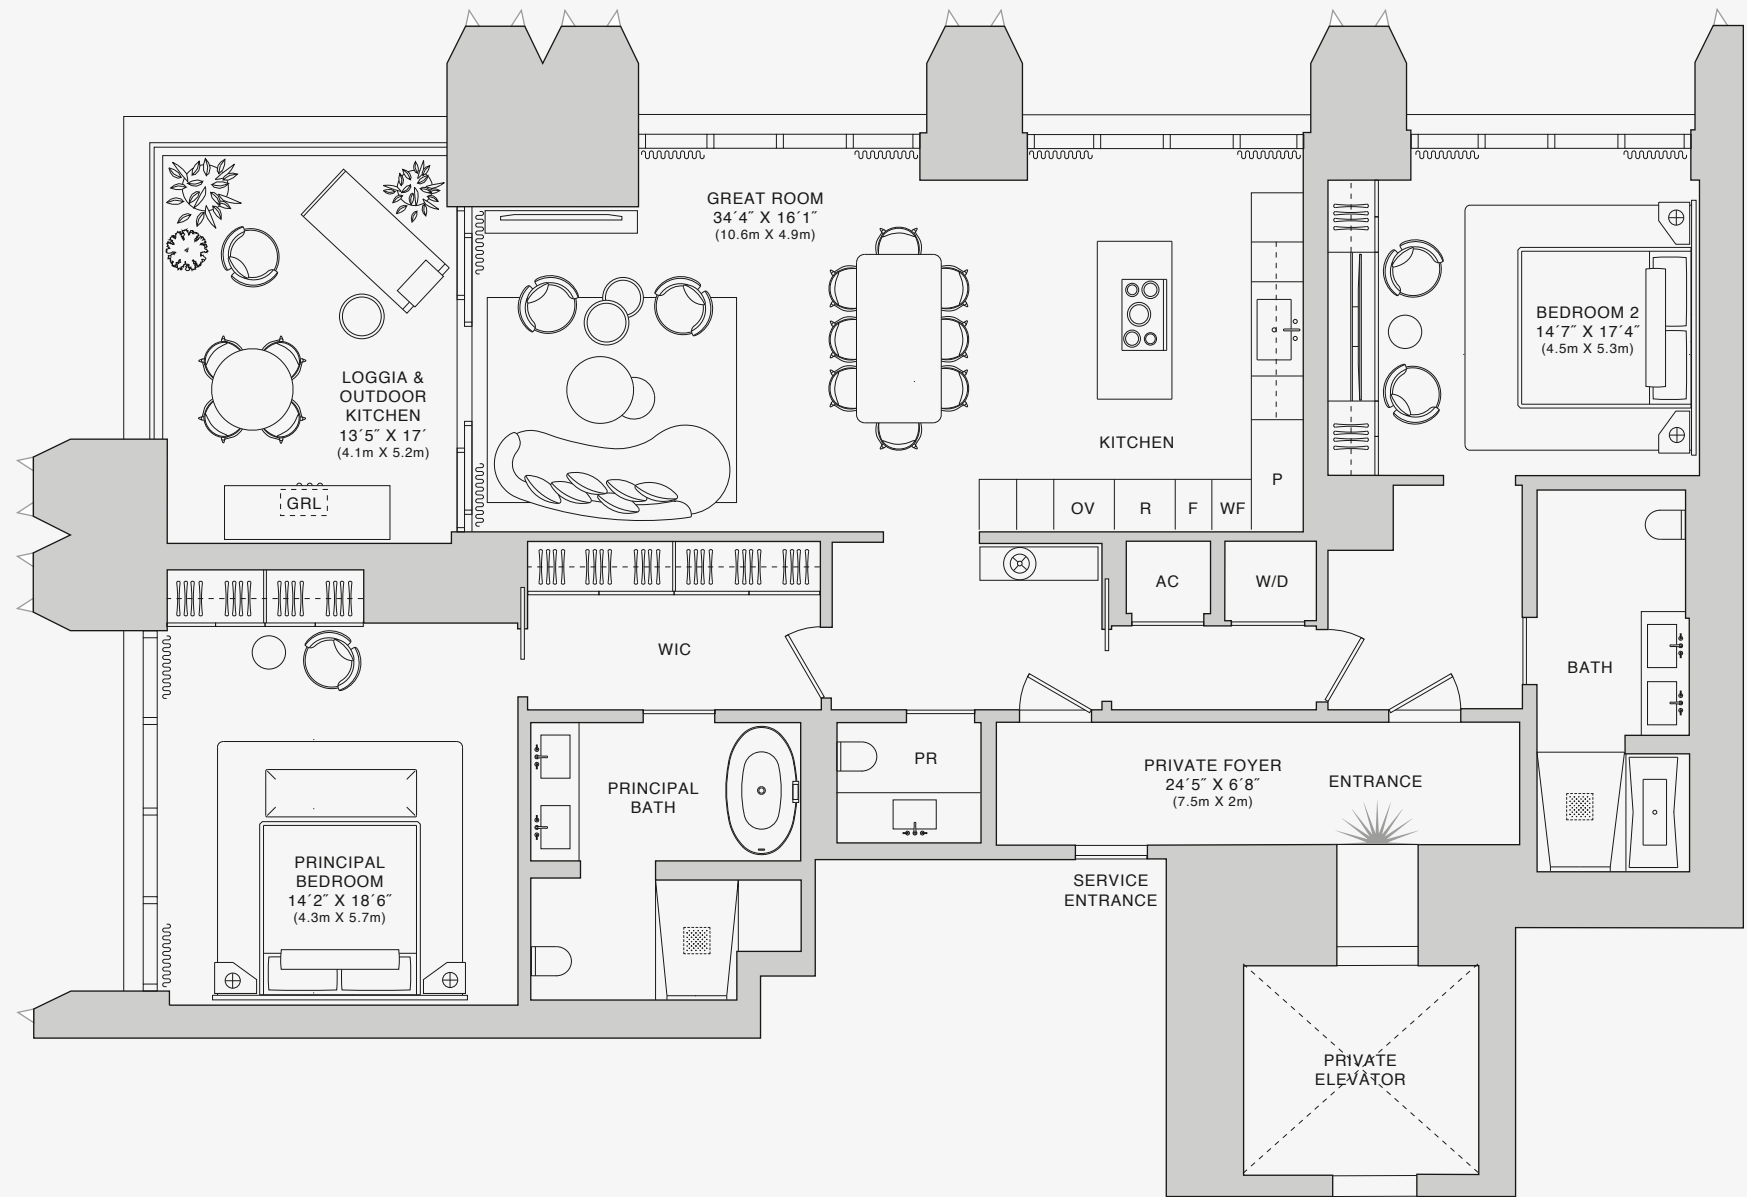 GREAT ROOM
34´4˝ X 16´1˝
(10.6m X 4.9m)
BEDROOM 2
14´7˝ X 17´4˝
(4.5m X 5.3m)
LOGGIA &
OUTDOOR
KITCHEN
13´5˝ X 17´
(4.1m X 5.2m)
KITCHEN
GRL
OV
R
F
WF
P
AC
W/D
WIC
BATH
PR
PRIVATE FOYER
24´5˝ X 6´8˝
(7.5m X 2m)
ENTRANCE
PRINCIPAL
BATH
PRINCIPAL
BEDROOM
14´2˝ X 18´6˝
(4.3m X 5.7m)
SERVICE
ENTRANCE
PRIVATE
ELEVATOR